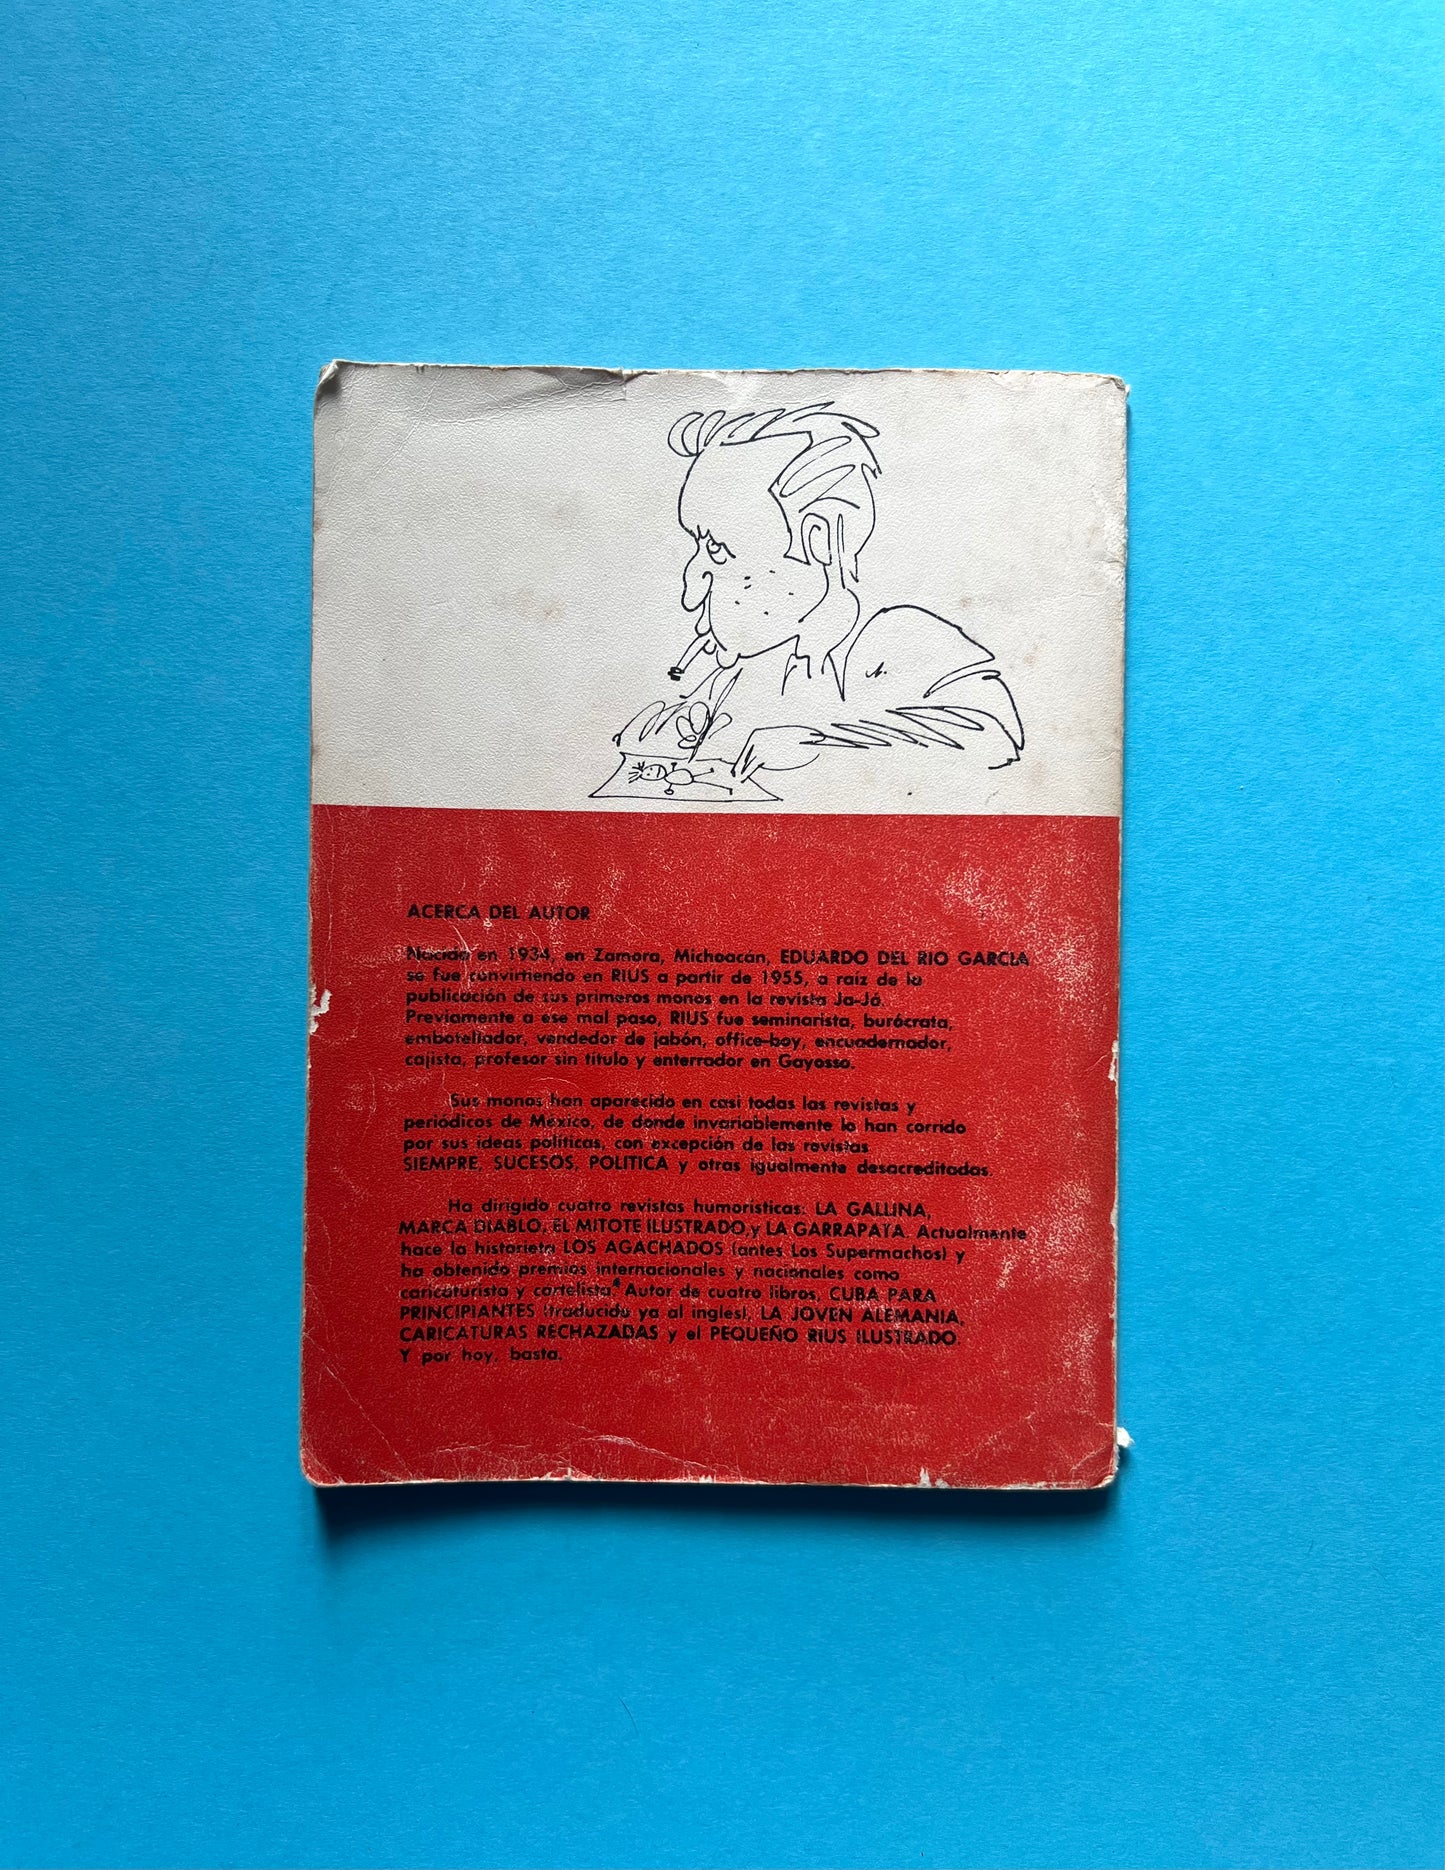 ACERCA DEL AUTOR
Nacido en 1934, en Zamora, Michoacán, EDUARDO DEL RIO GARCIA
se fue convirtiendo en RIUS a partir de 1955, a raíz de la
publicación de sus primeros monos en la revista Ja-Já.
Previamente a ese mal paso, RIUS fue seminarista, burócrata,
embotellador, vendedor de jabón, office-boy, encuadernador,
cajista, profesor sin título y enterrador en Gayosso.
Sus monos han aparecido en casi todas las revistas y
periódicos de México, de donde invariablemente lo han corrido
por sus ideas políticas, con excepción de las revistas
SIEMPRE, SUCESOS, POLITICA y otras igualmente desacreditadas.
Ha dirigido cuatro revistas humorísticas: LA GALLINA,
MARCA DIABLO, EL MITOTE ILUSTRADO y LA GARRAPATA. Actualmente
hace la historieta LOS AGACHADOS (antes Los Supermachos) y
ha obtenido premios internacionales y nacionales como
caricaturista y cartelista. Autor de cuatro libros, CUBA PARA
PRINCIPIANTES (traducido ya al inglés), LA JOVEN ALEMANIA,
CARICATURAS RECHAZADAS y el PEQUEÑO RIUS ILUSTRADO.
Y por hoy, basta.